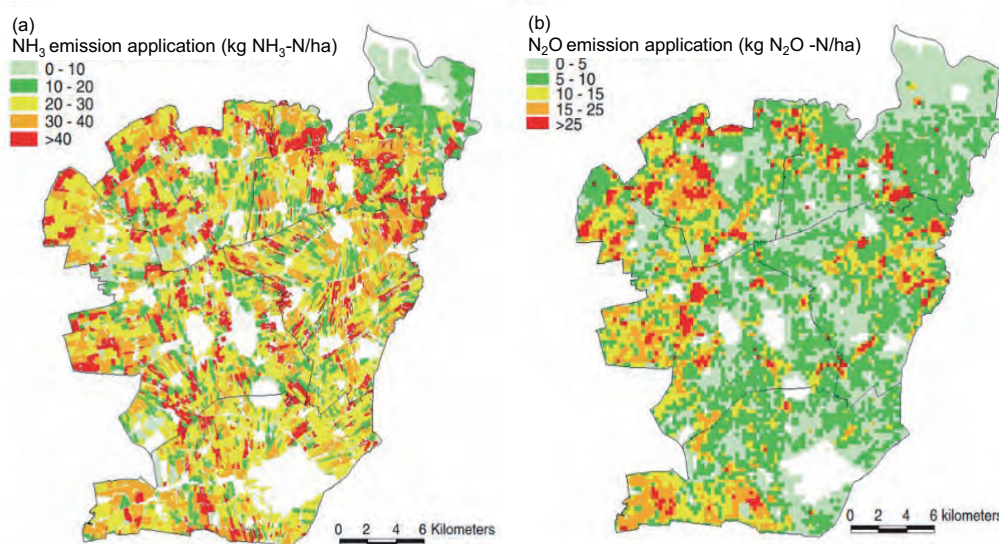 (a)
NH₃ emission application (kg NH₃-N/ha)
0 - 10
10 - 20
20 - 30
30 - 40
>40
0 2 4 6 Kilometers
(b)
N₂O emission application (kg N₂O -N/ha)
0 - 5
5 - 10
10 - 15
15 - 25
>25
0 2 4 6 Kilometers